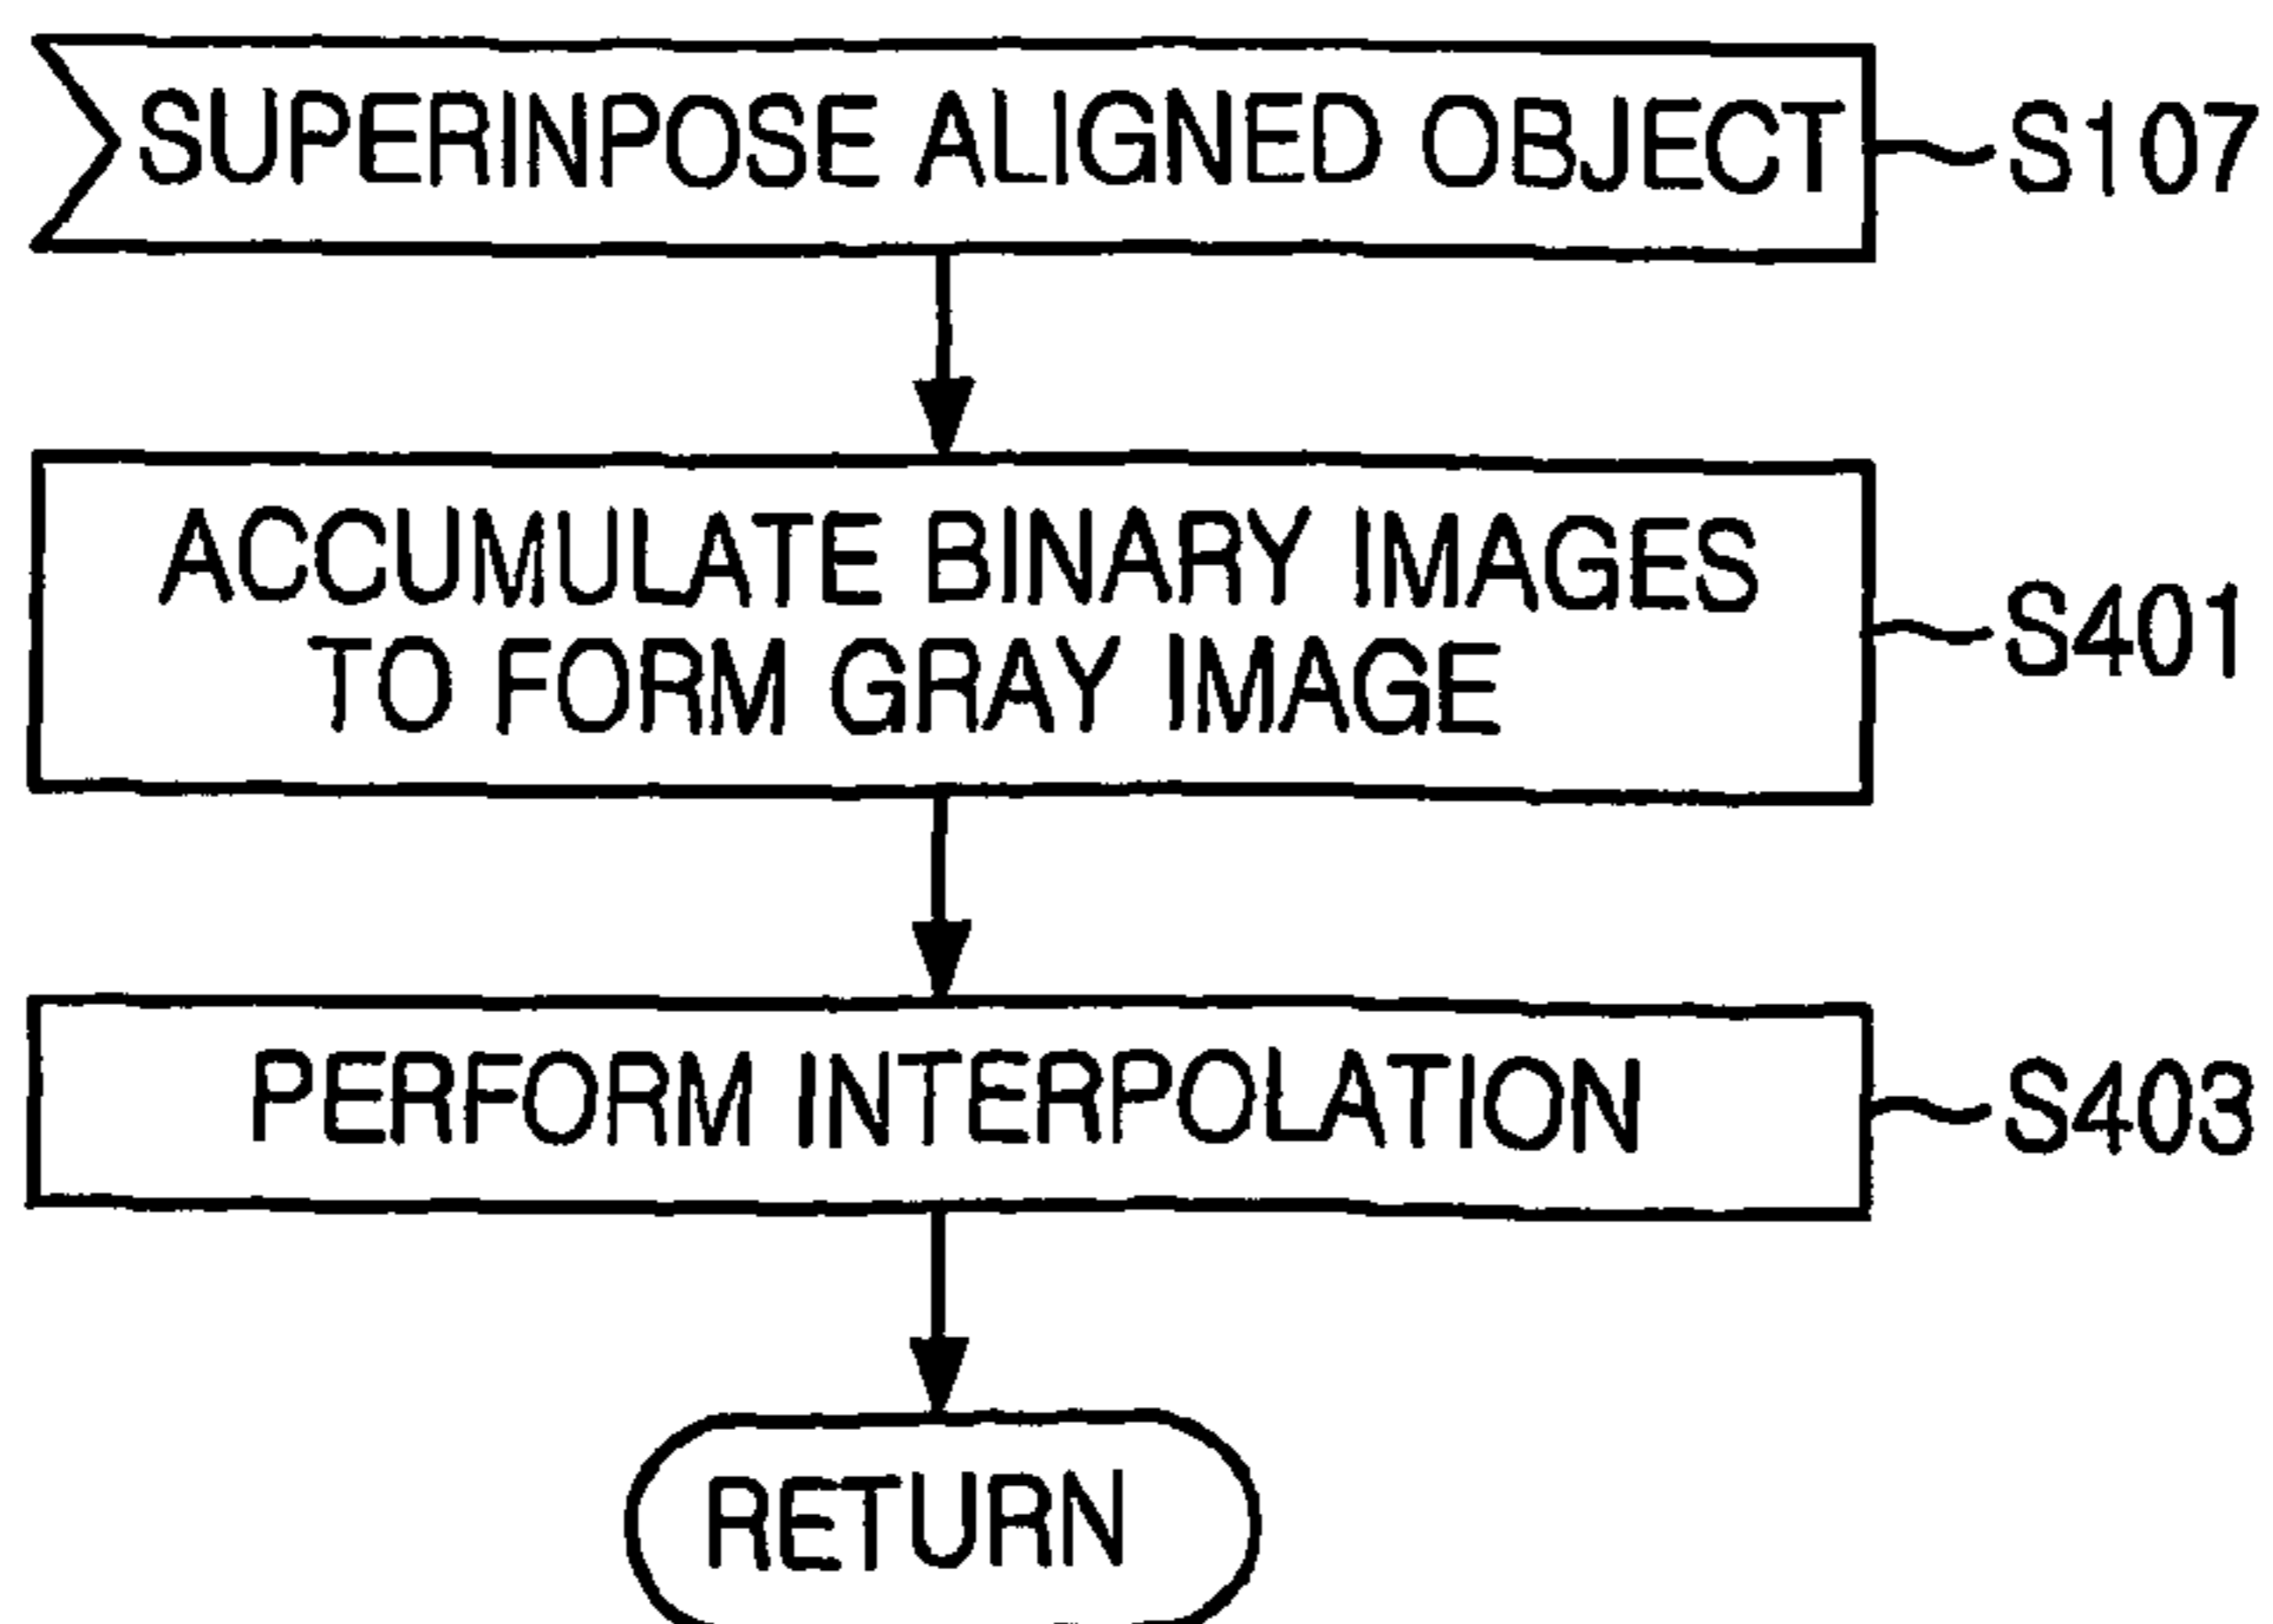 SUPERINPOSE ALIGNED OBJECT
S107
ACCUMULATE BINARY IMAGES
TO FORM GRAY IMAGE
S401
PERFORM INTERPOLATION
S403
RETURN